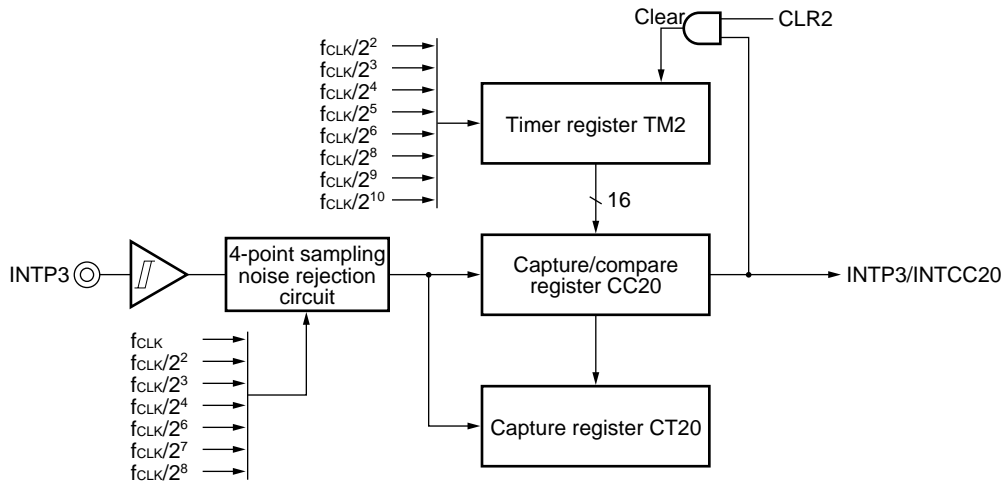 Clear
CLR2
fCLK/2²
fCLK/2³
fCLK/2⁴
fCLK/2⁵
fCLK/2⁶
fCLK/2⁸
fCLK/2⁹
fCLK/2¹⁰
Timer register TM2
16
INTP3
4-point sampling
noise rejection
circuit
Capture/compare
register CC20
INTP3/INTCC20
fCLK
fCLK/2²
fCLK/2³
fCLK/2⁴
fCLK/2⁶
fCLK/2⁷
fCLK/2⁸
Capture register CT20